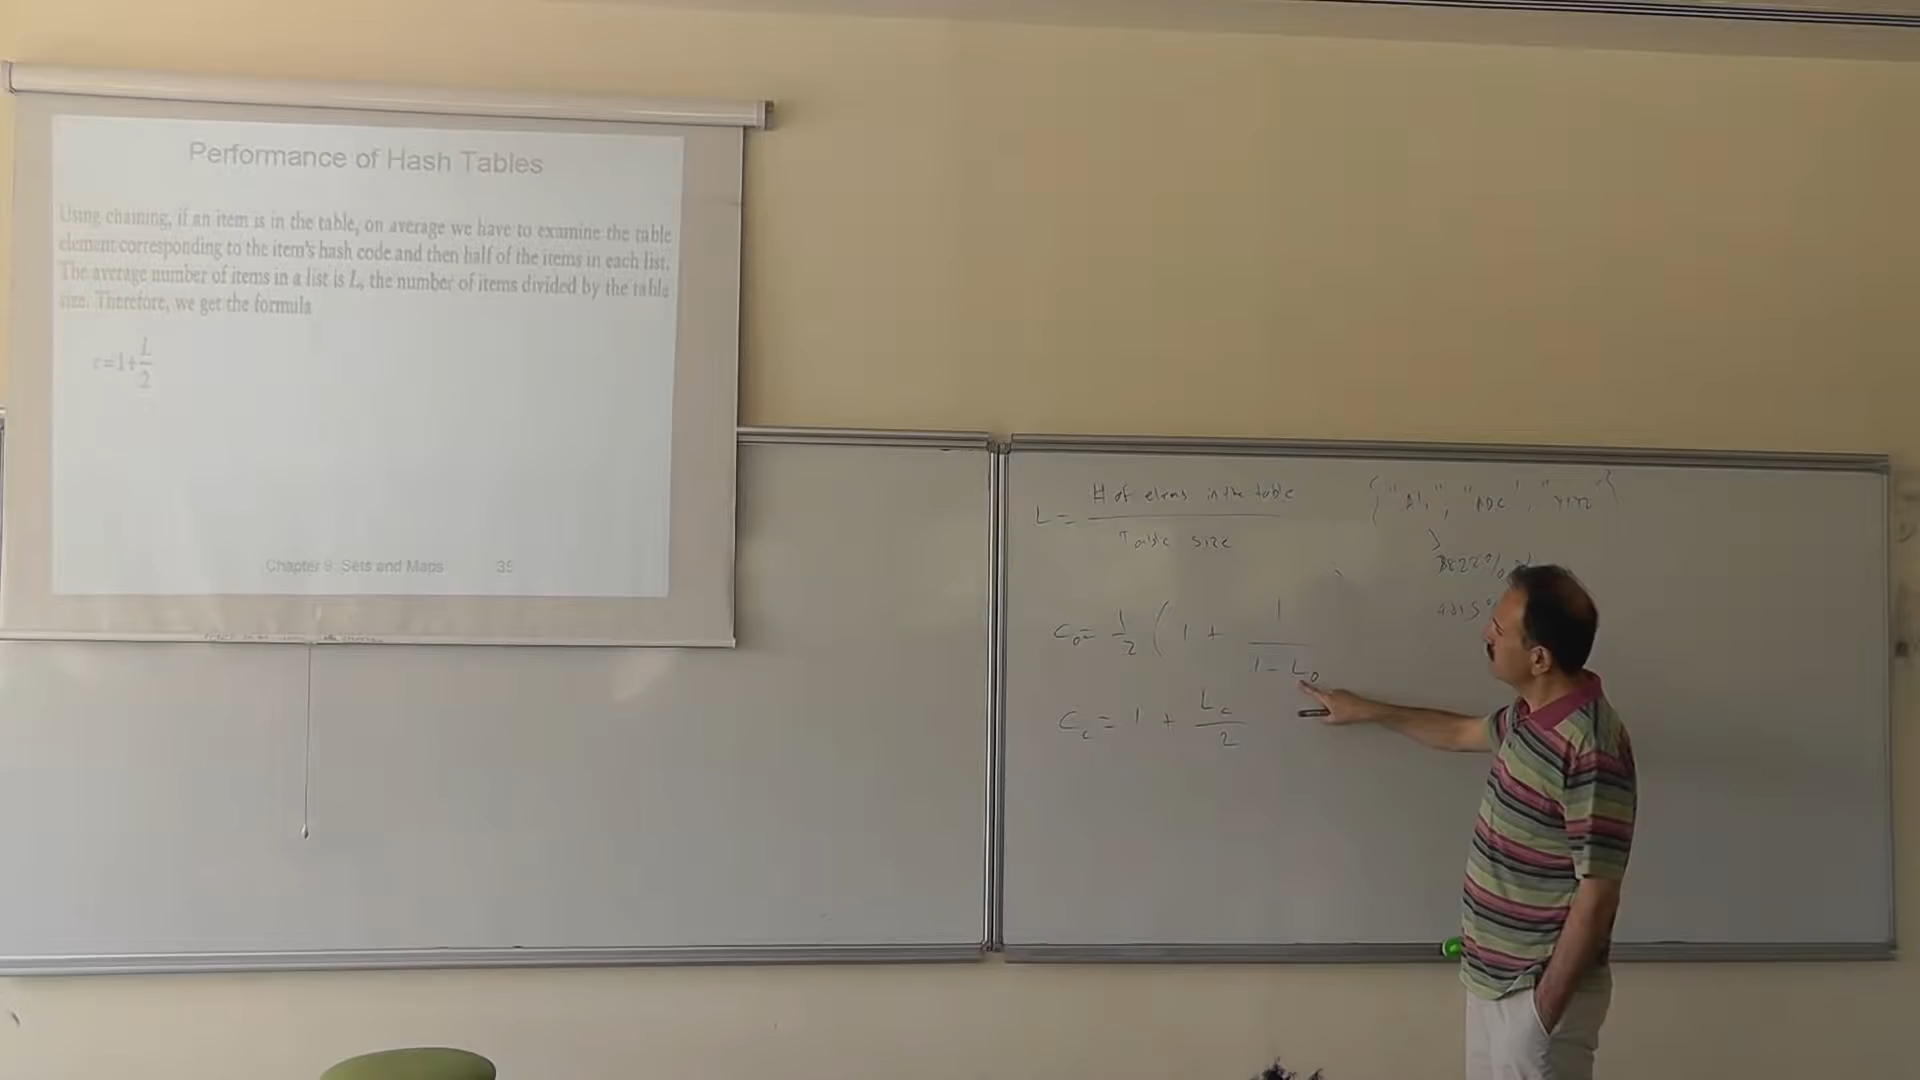 Performance of Hash Tables
Using chaining, if an item is in the table, on average we have to examine the table
element corresponding to the item's hash code and then half of the items in each list.
The average number of items in a list is L, the number of items divided by the table
size. Therefore, we get the formula
c=1+L/2
Chapter 9: Sets and Maps 35
L = # of elems in the table / Table size
C₀ = 1/2 ( 1 + 1/(1 - L₀
C_c = 1 + L_c/2